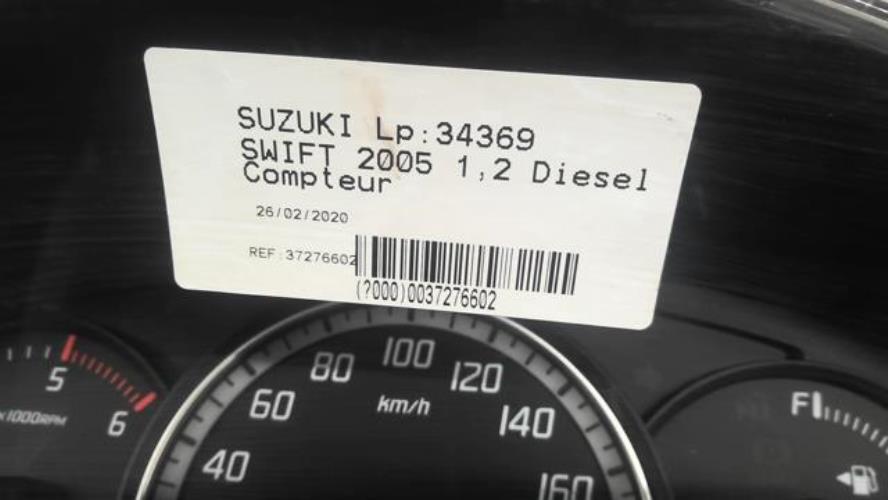 SUZUKI Lp:34369
SWIFT 2005 1,2 Diesel
Compteur
26/02/2020
REF:37276602
(?000)0037276602
5
6
x1000RPM
40
60
80
100
120
140
160
km/h
F